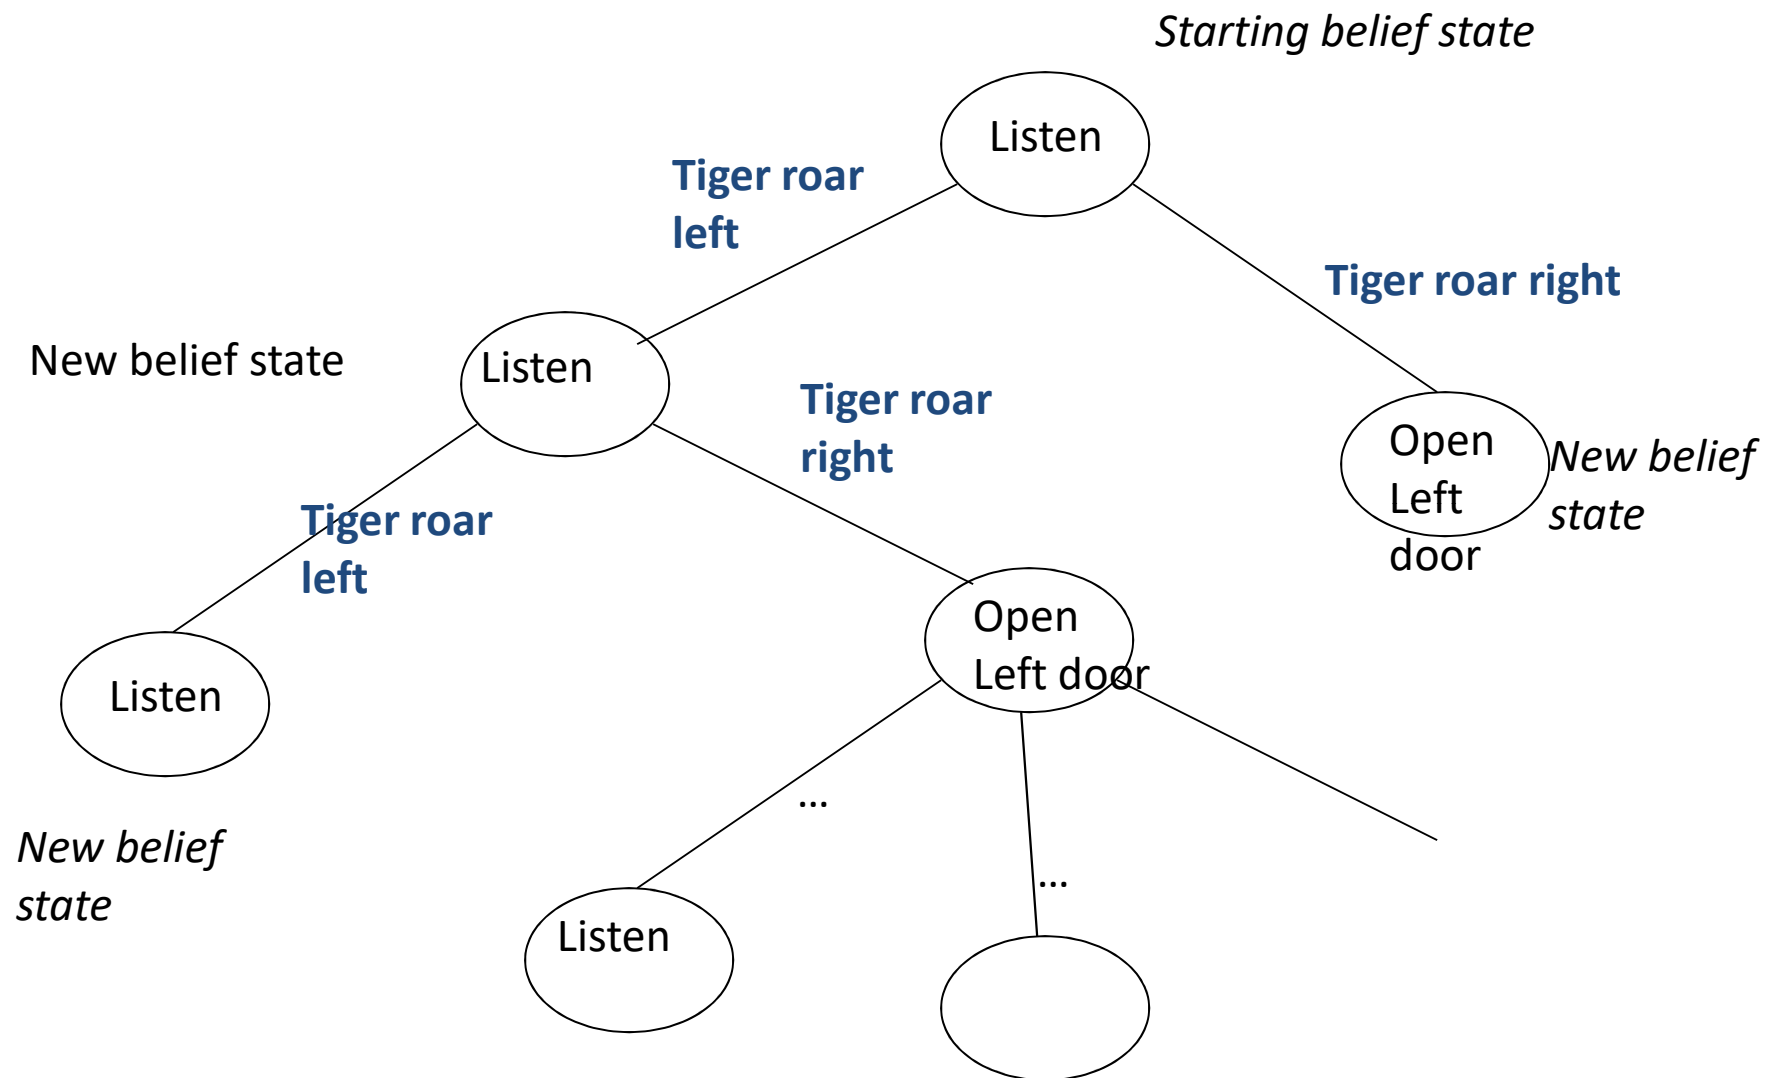 Starting belief state
Listen
Tiger roar
left
Tiger roar right
New belief state
Listen
Tiger roar
right
Open
Left
door
New belief
state
Tiger roar
left
Open
Left door
Listen
...
New belief
state
...
Listen